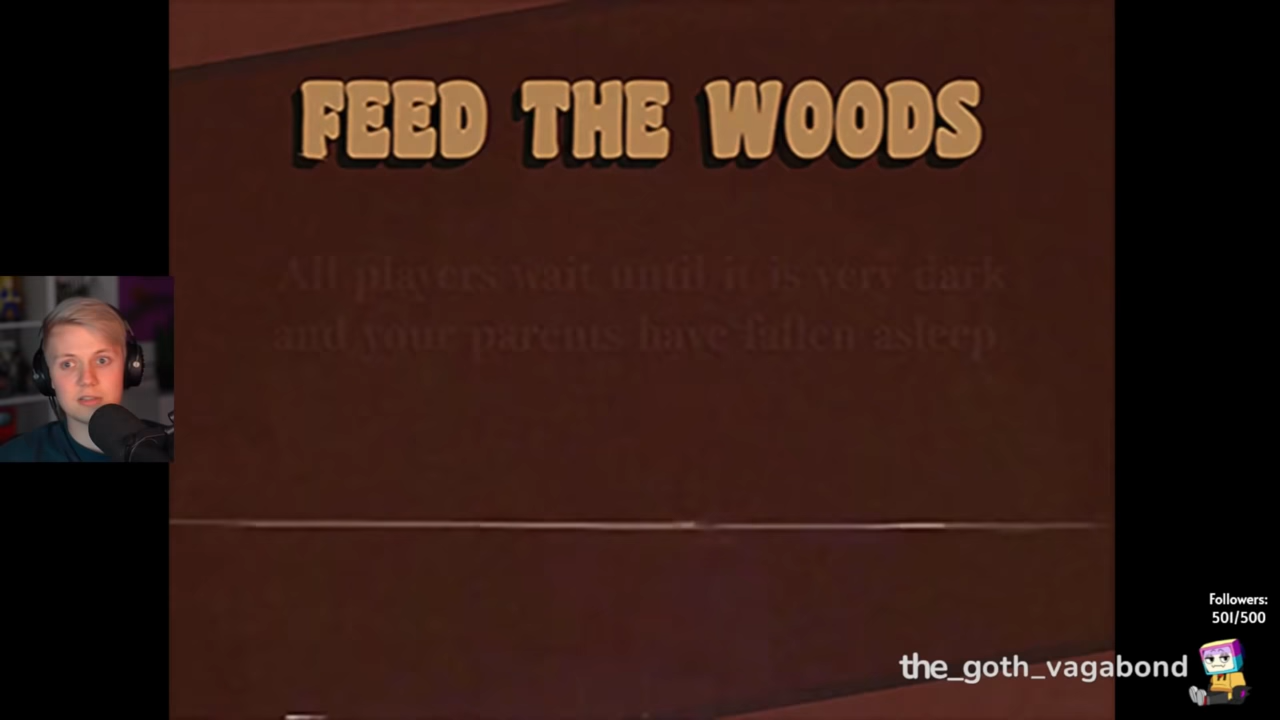 FEED THE WOODS
All players wait until it is very dark
and your parents have fallen asleep
Followers:
501/500
the_goth_vagabond